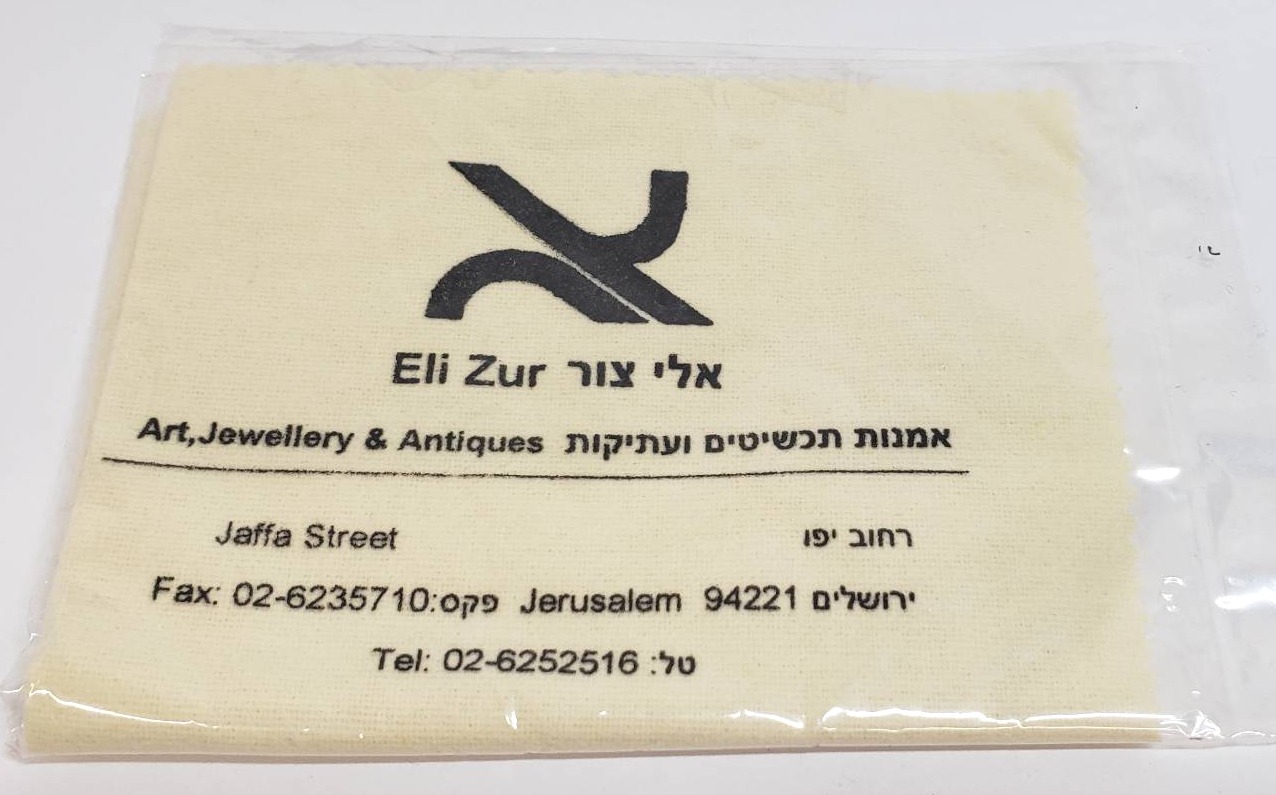 Eli Zur אלי צור
Art,Jewellery & Antiques אמנות תכשיטים ועתיקות
Jaffa Street רחוב יפו
Fax: 02-6235710:פקס Jerusalem 94221 ירושלים
Tel: 02-6252516 :טל